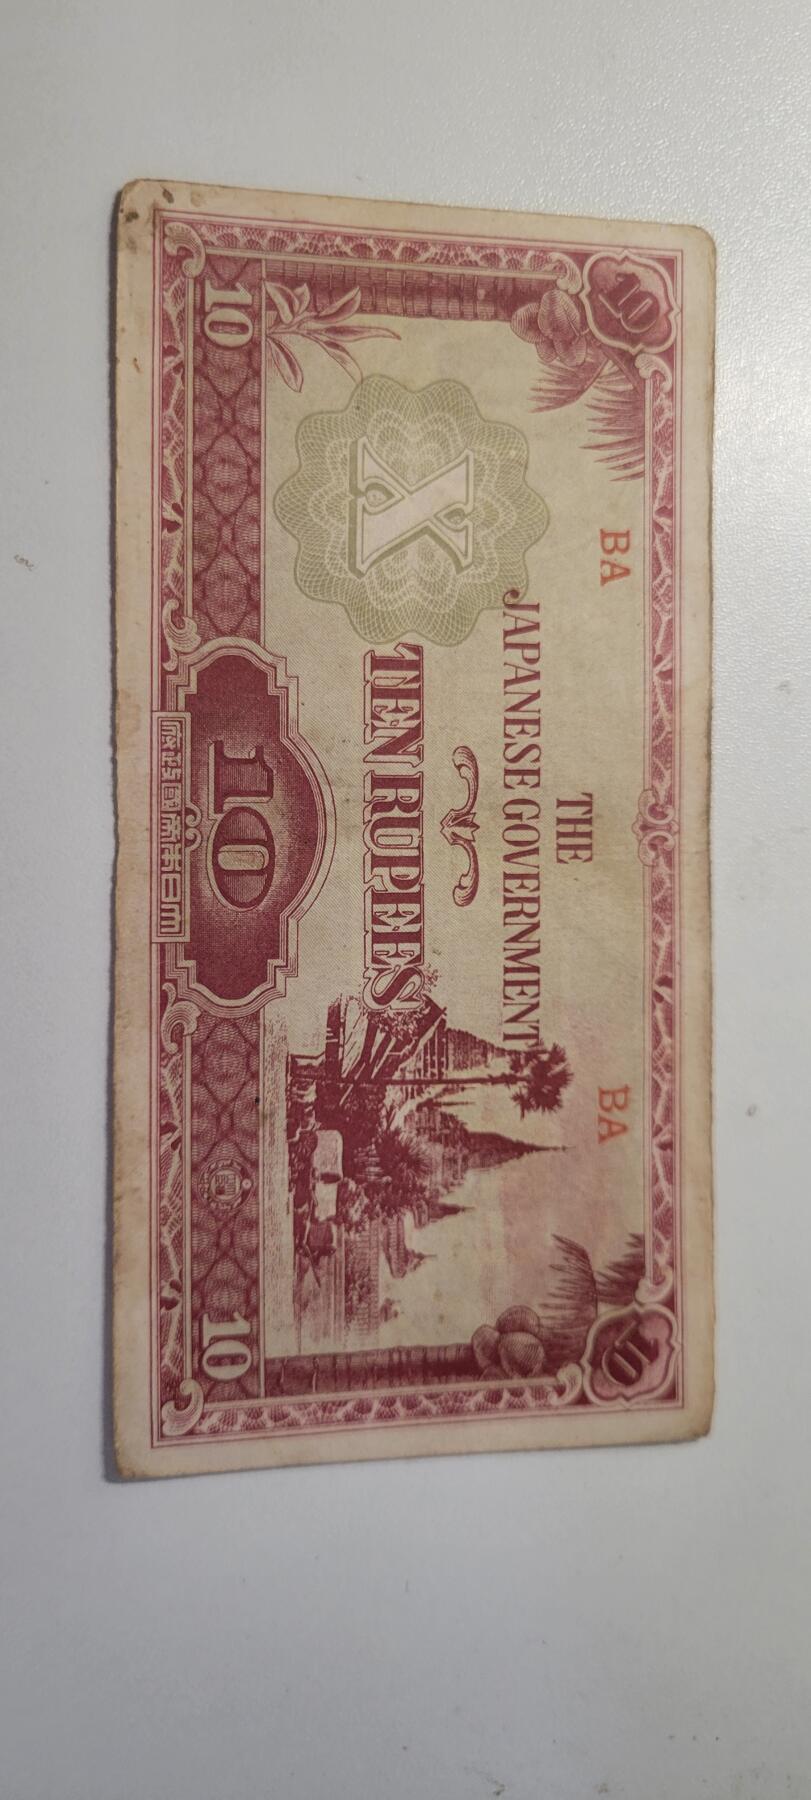 10
10
BA
BA
THE
JAPANESE GOVERNMENT
X
TEN RUPEES
10
10
10
大日本帝國政府